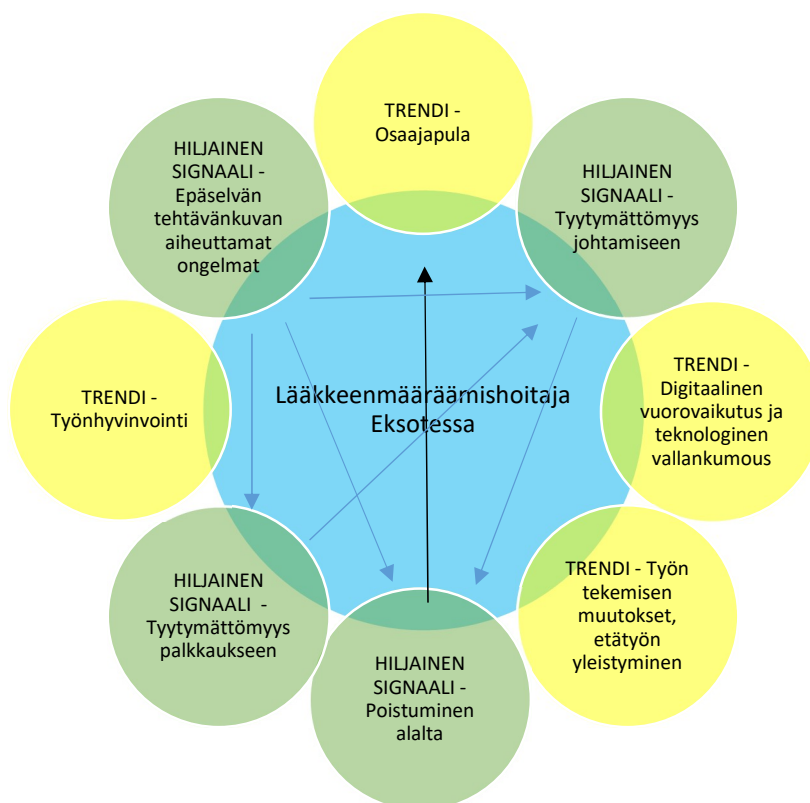 TRENDI -
Osaajapula
HILJAINEN
SIGNAALI -
Epäselvän
tehtävänkuvan
aiheuttamat
ongelmat
HILJAINEN
SIGNAALI -
Tyytymättömyys
johtamiseen
TRENDI -
Työnhyvinvointi
Lääkkeenmääräämishoitaja
Eksotessa
TRENDI -
Digitaalinen
vuorovaikutus ja
teknologinen
vallankumous
HILJAINEN
SIGNAALI -
Tyytymättömyys
palkkaukseen
HILJAINEN
SIGNAALI -
Poistuminen
alalta
TRENDI - Työn
tekemisen
muutokset,
etätyön
yleistyminen